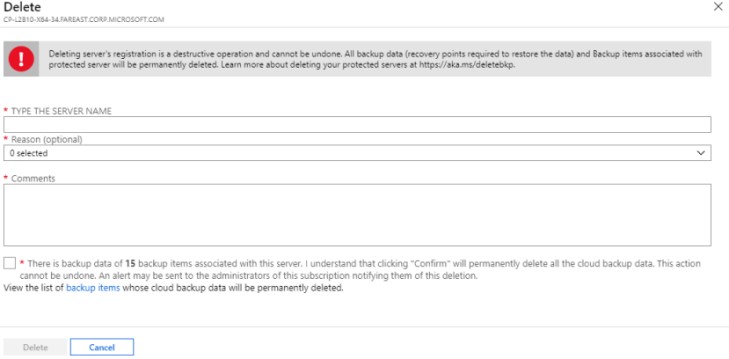 Delete
CP-L2B10-X84-34.FAREAST.CORP.MICROSOFT.COM
Deleting server's registration is a destructive operation and cannot be undone. All backup data (recovery points required to restore the data) and Backup items associated with
protected server will be permanently deleted. Learn more about deleting your protected servers at https://aka.ms/deletebkp.
* TYPE THE SERVER NAME
* Reason (optional)
0 selected
* Comments
* There is backup data of 15 backup items associated with this server. I understand that clicking "Confirm" will permanently delete all the cloud backup data. This action
cannot be undone. An alert may be sent to the administrators of this subscription notifying them of this deletion.
View the list of backup items whose cloud backup data will be permanently deleted.
Delete Cancel